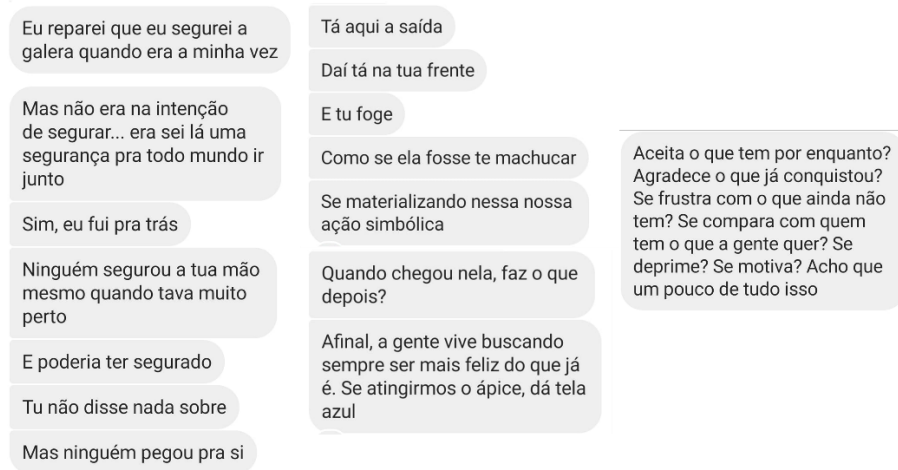 Eu reparei que eu segurei a
galera quando era a minha vez
Mas não era na intenção
de segurar... era sei lá uma
segurança pra todo mundo ir
junto
Sim, eu fui pra trás
Ninguém segurou a tua mão
mesmo quando tava muito
perto
E poderia ter segurado
Tu não disse nada sobre
Mas ninguém pegou pra si
Tá aqui a saída
Daí tá na tua frente
E tu foge
Como se ela fosse te machucar
Se materializando nessa nossa
ação simbólica
Quando chegou nela, faz o que
depois?
Afinal, a gente vive buscando
sempre ser mais feliz do que já
é. Se atingirmos o ápice, dá tela
azul
Aceita o que tem por enquanto?
Agradece o que já conquistou?
Se frustra com o que ainda não
tem? Se compara com quem
tem o que a gente quer? Se
deprime? Se motiva? Acho que
um pouco de tudo isso